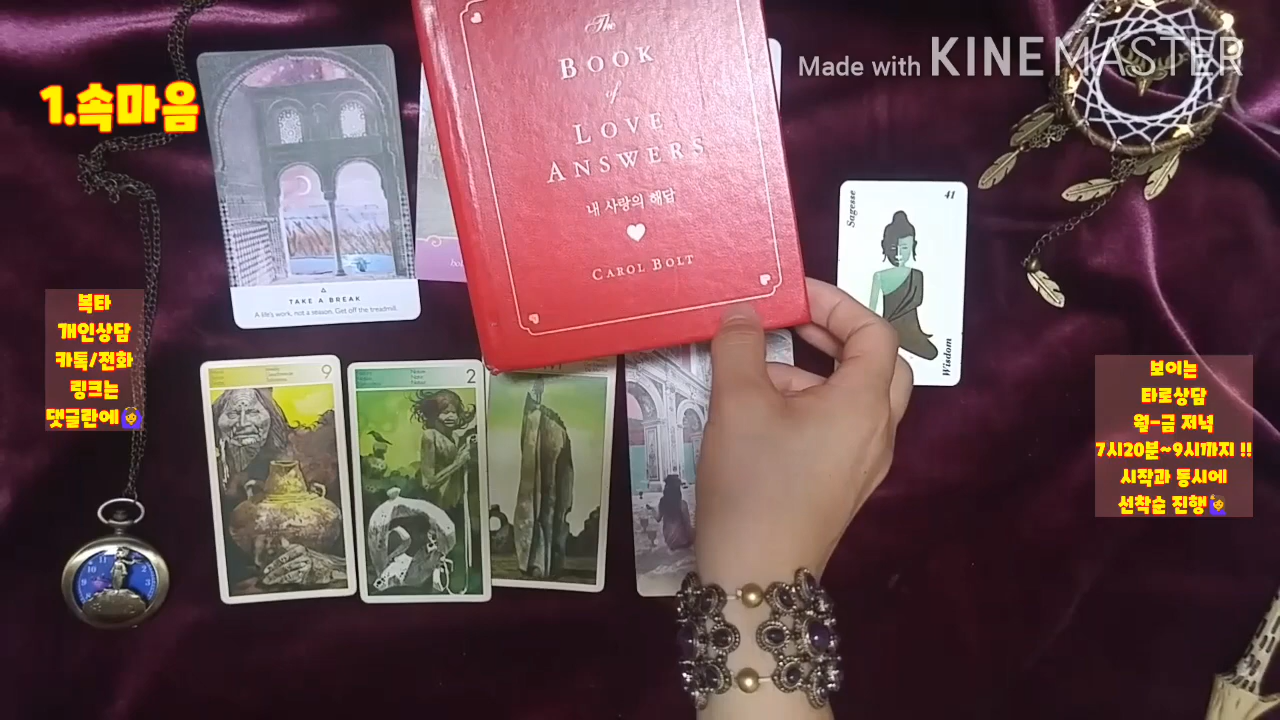 1.속마음
Made with KINEMASTER
The
BOOK
of
LOVE
ANSWERS
내 사랑의 해답
CAROL BOLT
TAKE A BREAK
A life's work, not a season. Get off the treadmill.
Sagesse
41
Wisdom
복타
개인상담
카톡/전화
링크는
댓글란에🙆‍♀️
보이는
타로상담
월-금 저녁
7시20분~9시까지 !!
시작과 동시에
선착순 진행🙋‍♀️
9
2